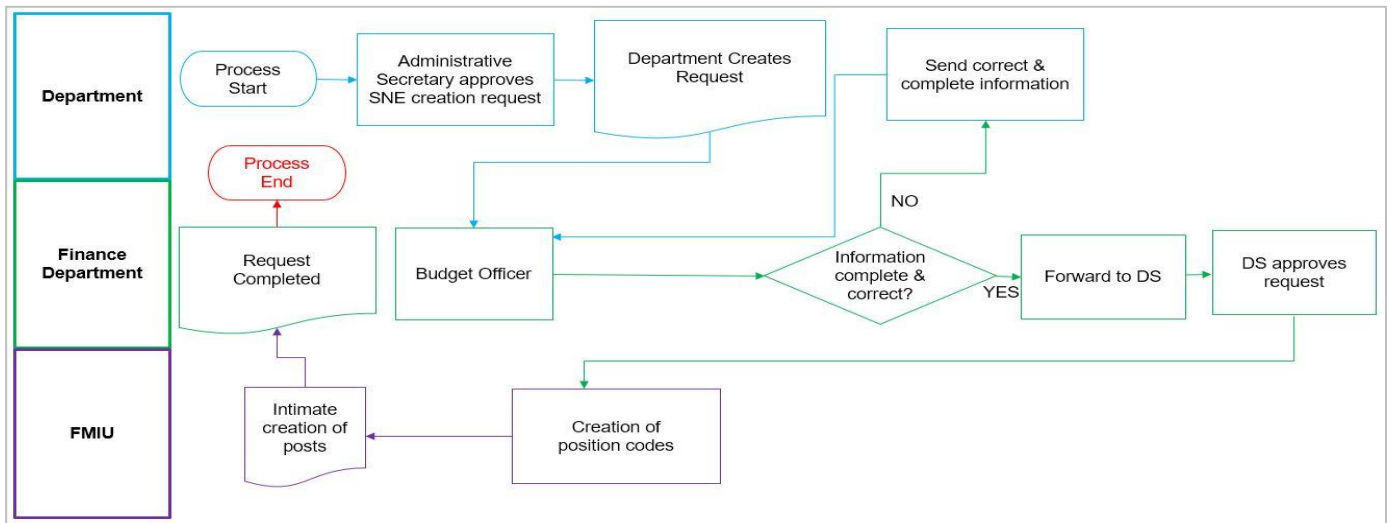 Department
Process
Start
Administrative
Secretary approves
SNE creation request
Department Creates
Request
Send correct &
complete information
Process
End
NO
Finance
Department
Request
Completed
Budget Officer
Information
complete &
correct?
YES
Forward to DS
DS approves
request
FMIU
Intimate
creation of
posts
Creation of
position codes